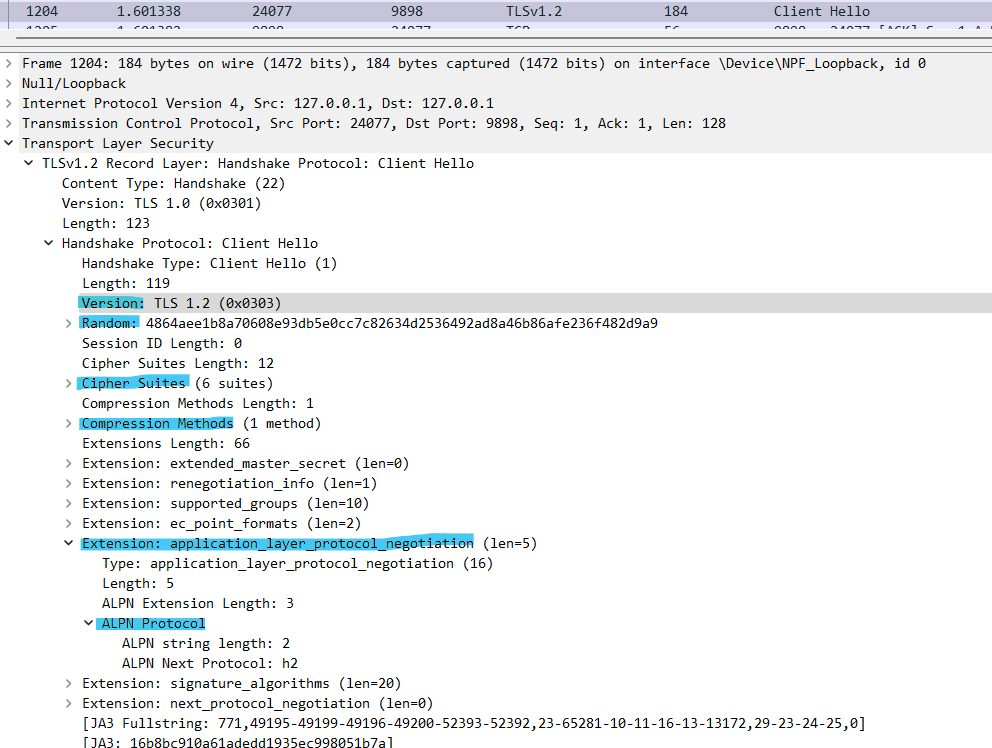 1204 1.601338 24077 9898 TLSv1.2 184 Client Hello
Frame 1204: 184 bytes on wire (1472 bits), 184 bytes captured (1472 bits) on interface \Device\NPF_Loopback, id 0
Null/Loopback
Internet Protocol Version 4, Src: 127.0.0.1, Dst: 127.0.0.1
Transmission Control Protocol, Src Port: 24077, Dst Port: 9898, Seq: 1, Ack: 1, Len: 128
Transport Layer Security
TLSv1.2 Record Layer: Handshake Protocol: Client Hello
Content Type: Handshake (22)
Version: TLS 1.0 (0x0301)
Length: 123
Handshake Protocol: Client Hello
Handshake Type: Client Hello (1)
Length: 119
Version: TLS 1.2 (0x0303)
Random: 4864aee1b8a70608e93db5e0cc7c82634d2536492ad8a46b86afe236f482d9a9
Session ID Length: 0
Cipher Suites Length: 12
Cipher Suites (6 suites)
Compression Methods Length: 1
Compression Methods (1 method)
Extensions Length: 66
Extension: extended_master_secret (len=0)
Extension: renegotiation_info (len=1)
Extension: supported_groups (len=10)
Extension: ec_point_formats (len=2)
Extension: application_layer_protocol_negotiation (len=5)
Type: application_layer_protocol_negotiation (16)
Length: 5
ALPN Extension Length: 3
ALPN Protocol
ALPN string length: 2
ALPN Next Protocol: h2
Extension: signature_algorithms (len=20)
Extension: next_protocol_negotiation (len=0)
[JA3 Fullstring: 771,49195-49199-49196-49200-52393-52392,23-65281-10-11-16-13-13172,29-23-24-25,0]
[JA3: 16b8bc910a61adedd1935ec998051b7a]